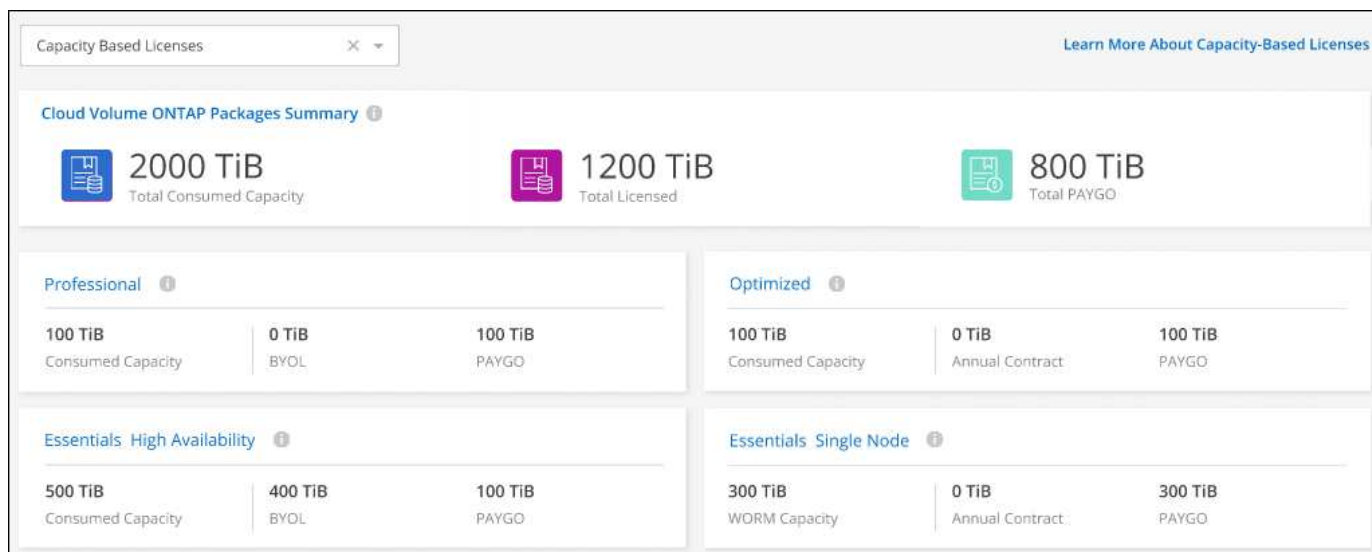 Capacity Based Licenses
Learn More About Capacity-Based Licenses
Cloud Volume ONTAP Packages Summary
2000 TiB
Total Consumed Capacity
1200 TiB
Total Licensed
800 TiB
Total PAYGO
Professional
100 TiB
Consumed Capacity
0 TiB
BYOL
100 TiB
PAYGO
Optimized
100 TiB
Consumed Capacity
0 TiB
Annual Contract
100 TiB
PAYGO
Essentials High Availability
500 TiB
Consumed Capacity
400 TiB
BYOL
100 TiB
PAYGO
Essentials Single Node
300 TiB
WORM Capacity
0 TiB
Annual Contract
300 TiB
PAYGO